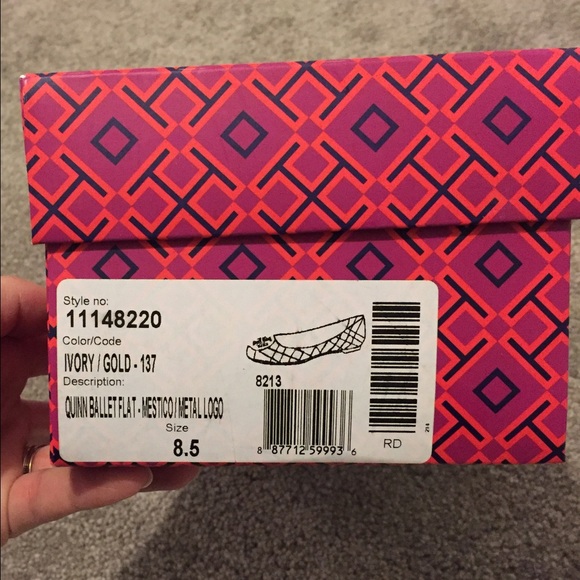 Style no:
11148220
Color/Code
IVORY / GOLD - 137
Description:
QUINN BALLET FLAT - MESTICO / METAL LOGO
Size
8.5
8213
8 87712 59993 6
RD